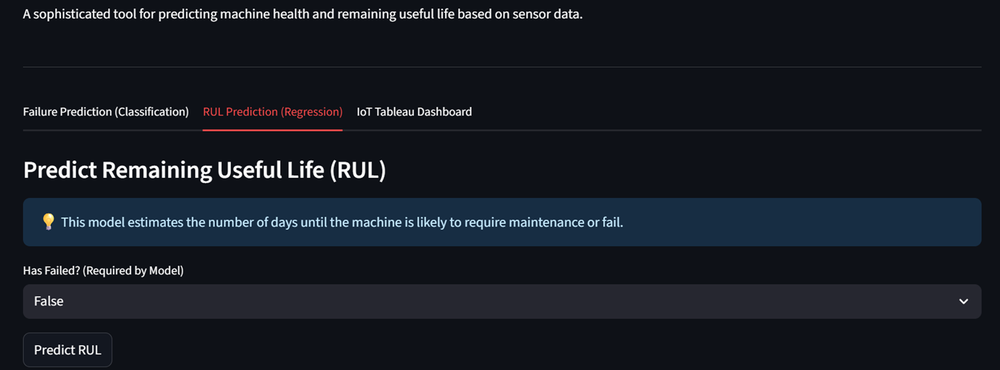 A sophisticated tool for predicting machine health and remaining useful life based on sensor data.
Failure Prediction (Classification) RUL Prediction (Regression) IoT Tableau Dashboard
Predict Remaining Useful Life (RUL)
💡 This model estimates the number of days until the machine is likely to require maintenance or fail.
Has Failed? (Required by Model)
False
Predict RUL